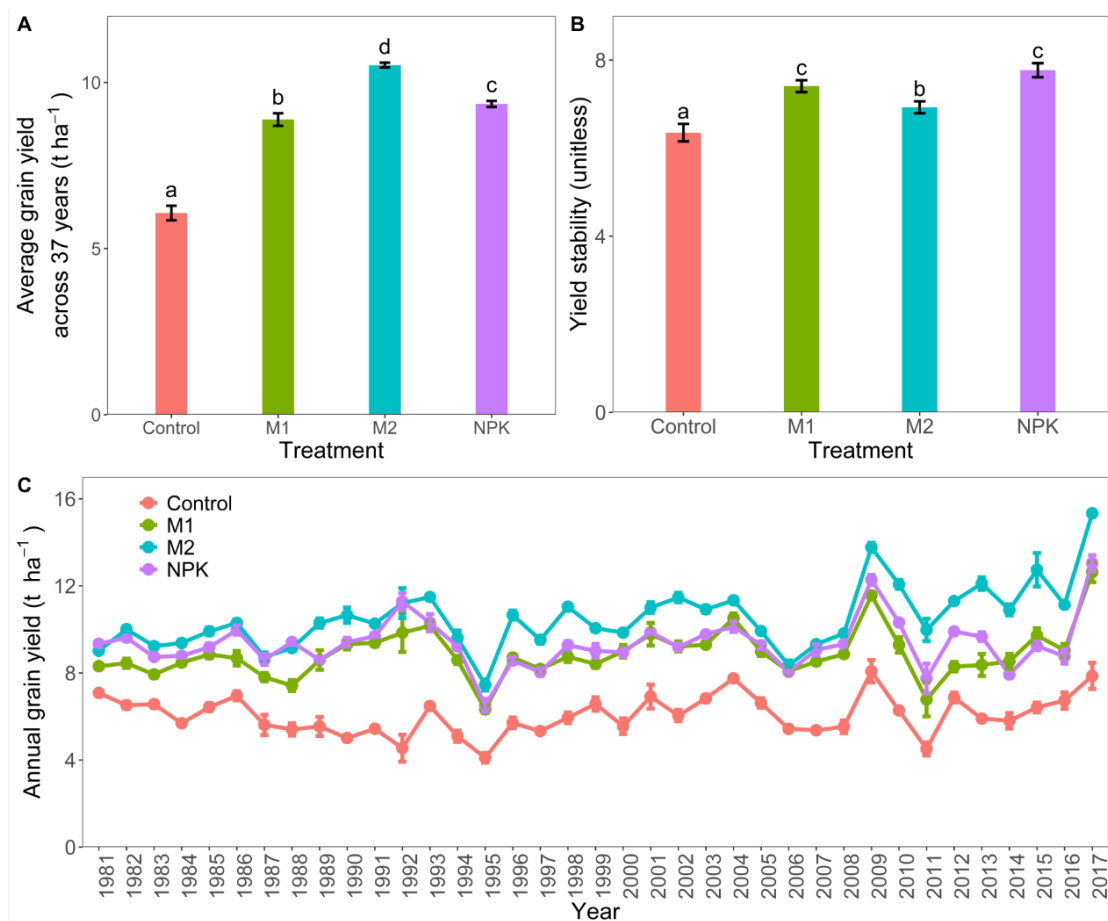 A
Average grain yield
across 37 years (t ha⁻¹)
10
5
0
a
b
d
c
Control M1 M2 NPK
Treatment
B
Yield stability (unitless)
8
4
0
a
c
b
c
Control M1 M2 NPK
Treatment
C
Annual grain yield (t ha⁻¹)
16
12
8
4
0
Control
M1
M2
NPK
1981 1982 1983 1984 1985 1986 1987 1988 1989 1990 1991 1992 1993 1994 1995 1996 1997 1998 1999 2000 2001 2002 2003 2004 2005 2006 2007 2008 2009 2010 2011 2012 2013 2014 2015 2016 2017
Year